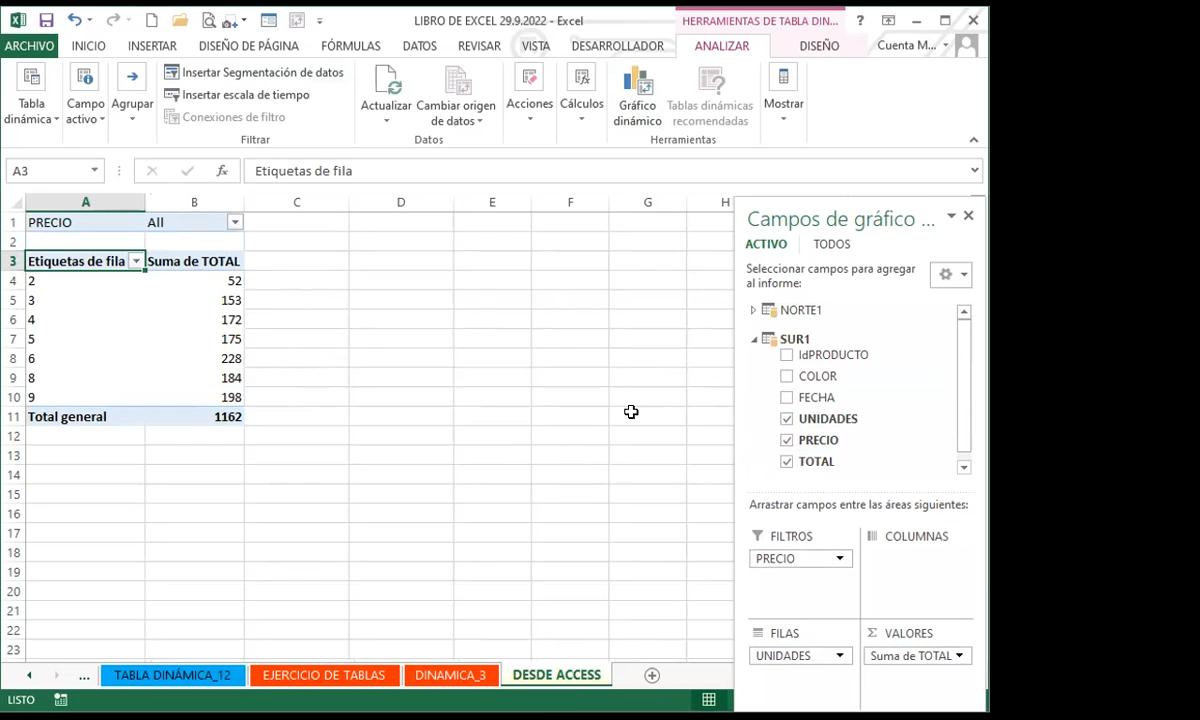 LIBRO DE EXCEL 29.9.2022 - Excel
HERRAMIENTAS DE TABLA DIN...
?
ARCHIVO INICIO INSERTAR DISEÑO DE PÁGINA FÓRMULAS DATOS REVISAR VISTA DESARROLLADOR ANALIZAR DISEÑO Cuenta M...
Tabla dinámica
Campo activo
Agrupar
Insertar Segmentación de datos
Insertar escala de tiempo
Conexiones de filtro
Filtrar
Actualizar
Cambiar origen de datos
Datos
Acciones
Cálculos
Gráfico dinámico
Tablas dinámicas recomendadas
Herramientas
Mostrar
A3 fx Etiquetas de fila
A B C D E F G H
1 PRECIO All
2
3 Etiquetas de fila Suma de TOTAL
4 2 52
5 3 153
6 4 172
7 5 175
8 6 228
9 8 184
10 9 198
11 Total general 1162
12
13
14
15
16
17
18
19
20
21
22
23
Campos de gráfico ...
ACTIVO TODOS
Seleccionar campos para agregar
al informe:
NORTE1
SUR1
IdPRODUCTO
COLOR
FECHA
UNIDADES
PRECIO
TOTAL
Arrastrar campos entre las áreas siguientes:
FILTROS COLUMNAS
PRECIO
FILAS Σ VALORES
UNIDADES Suma de TOTAL
... TABLA DINÁMICA_12 EJERCICIO DE TABLAS DINAMICA_3 DESDE ACCESS
LISTO